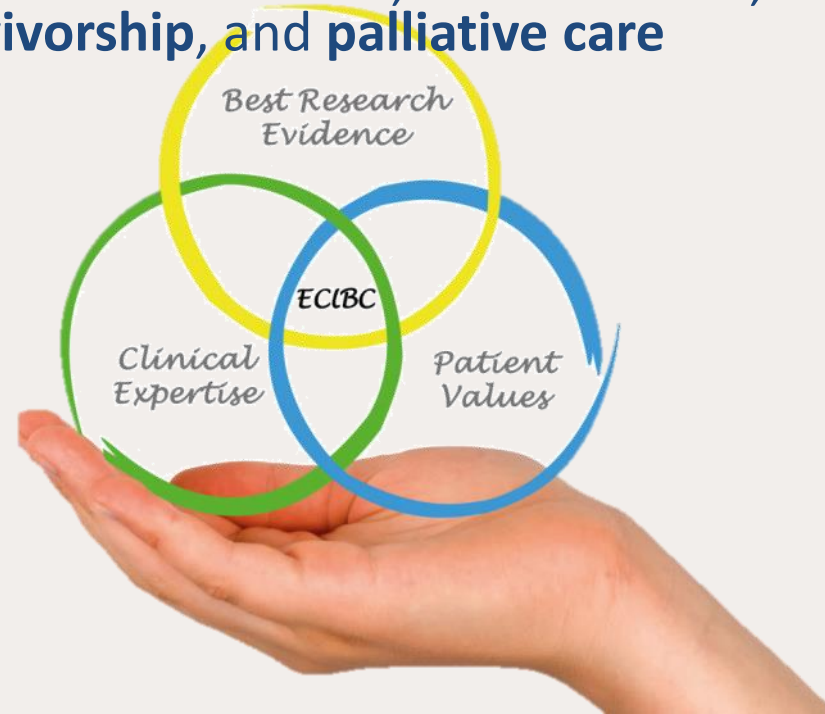 ivorship, and palliative care
Best Research
Evidence
ECIBC
Clinical
Expertise
Patient
Values